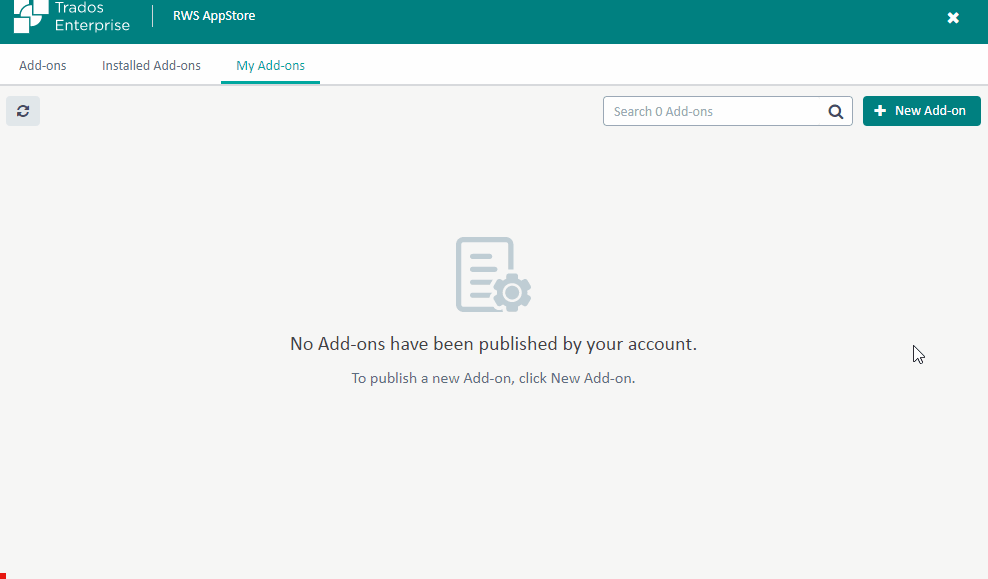 Trados
Enterprise
RWS AppStore
Add-ons
Installed Add-ons
My Add-ons
Search 0 Add-ons
New Add-on
No Add-ons have been published by your account.
To publish a new Add-on, click New Add-on.